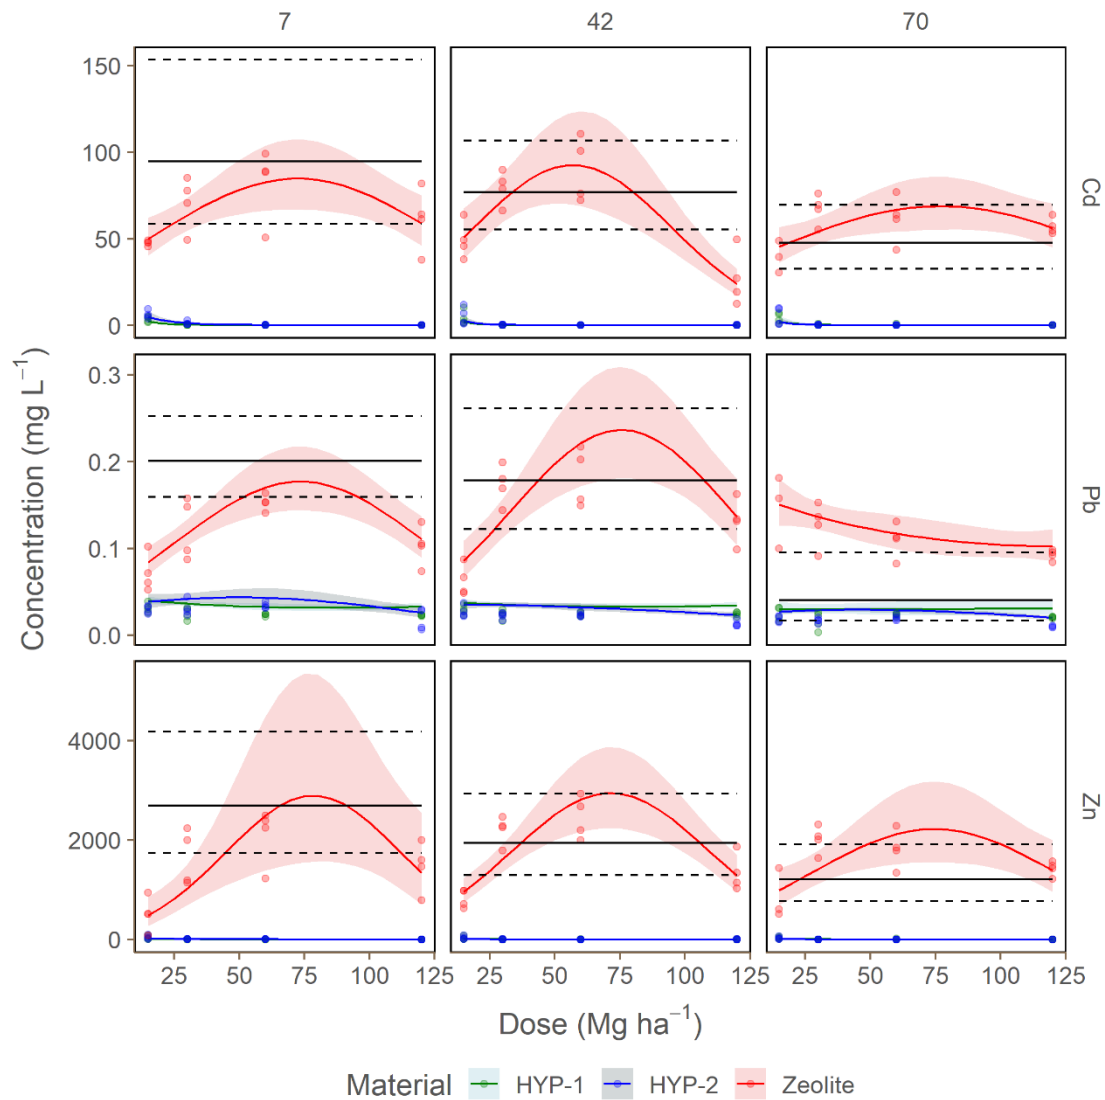 7 42 70
150
100
50
0
Cd
0.3
0.2
0.1
0.0
Pb
4000
2000
0
Zn
Concentration (mg L⁻¹)
25 50 75 100 125 25 50 75 100 125 25 50 75 100 125
Dose (Mg ha⁻¹)
Material HYP-1 HYP-2 Zeolite